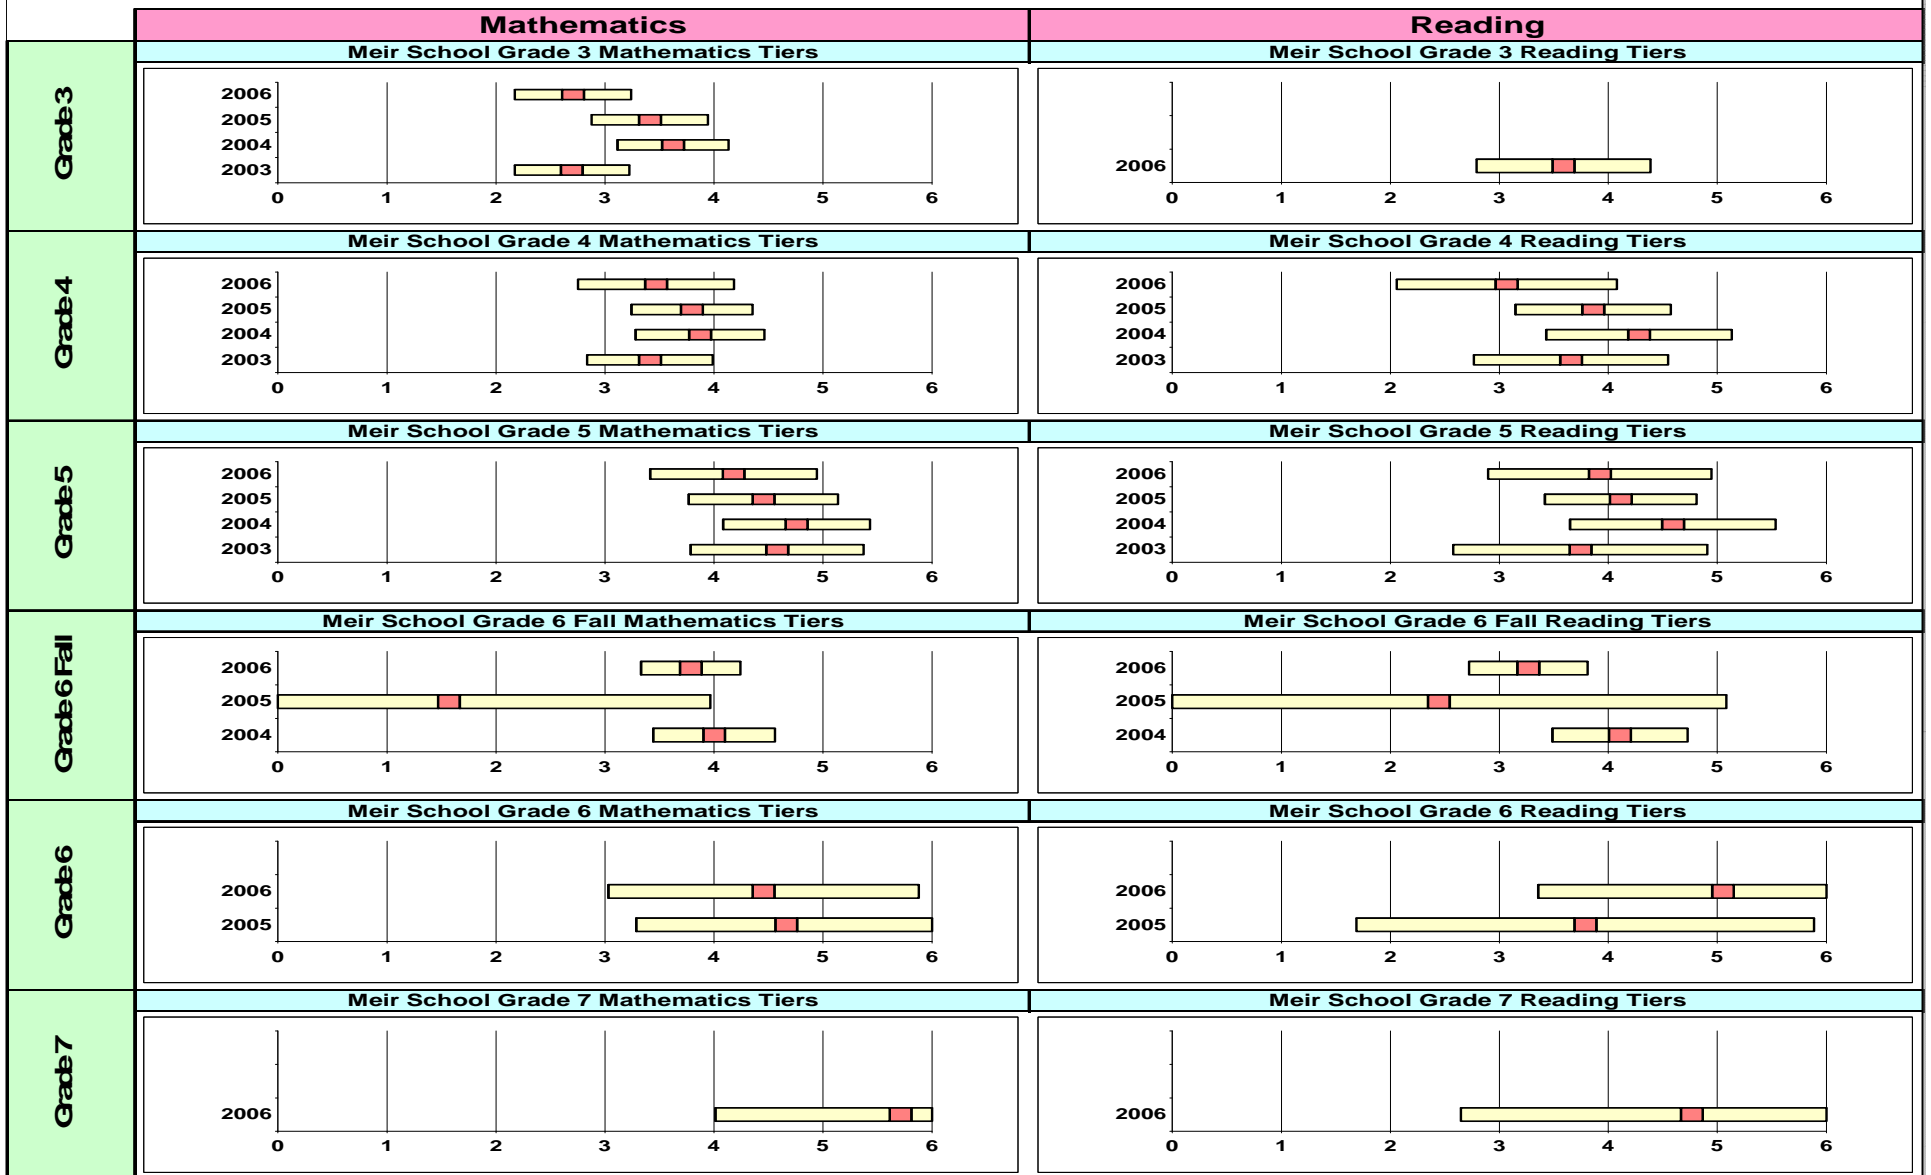 Mathematics
Reading
Grade 3
Meir School Grade 3 Mathematics Tiers
2006
2005
2004
2003
0 1 2 3 4 5 6
Meir School Grade 3 Reading Tiers
2006
0 1 2 3 4 5 6
Grade 4
Meir School Grade 4 Mathematics Tiers
2006
2005
2004
2003
0 1 2 3 4 5 6
Meir School Grade 4 Reading Tiers
2006
2005
2004
2003
0 1 2 3 4 5 6
Grade 5
Meir School Grade 5 Mathematics Tiers
2006
2005
2004
2003
0 1 2 3 4 5 6
Meir School Grade 5 Reading Tiers
2006
2005
2004
2003
0 1 2 3 4 5 6
Grade 6 Fall
Meir School Grade 6 Fall Mathematics Tiers
2006
2005
2004
0 1 2 3 4 5 6
Meir School Grade 6 Fall Reading Tiers
2006
2005
2004
0 1 2 3 4 5 6
Grade 6
Meir School Grade 6 Mathematics Tiers
2006
2005
0 1 2 3 4 5 6
Meir School Grade 6 Reading Tiers
2006
2005
0 1 2 3 4 5 6
Grade 7
Meir School Grade 7 Mathematics Tiers
2006
0 1 2 3 4 5 6
Meir School Grade 7 Reading Tiers
2006
0 1 2 3 4 5 6